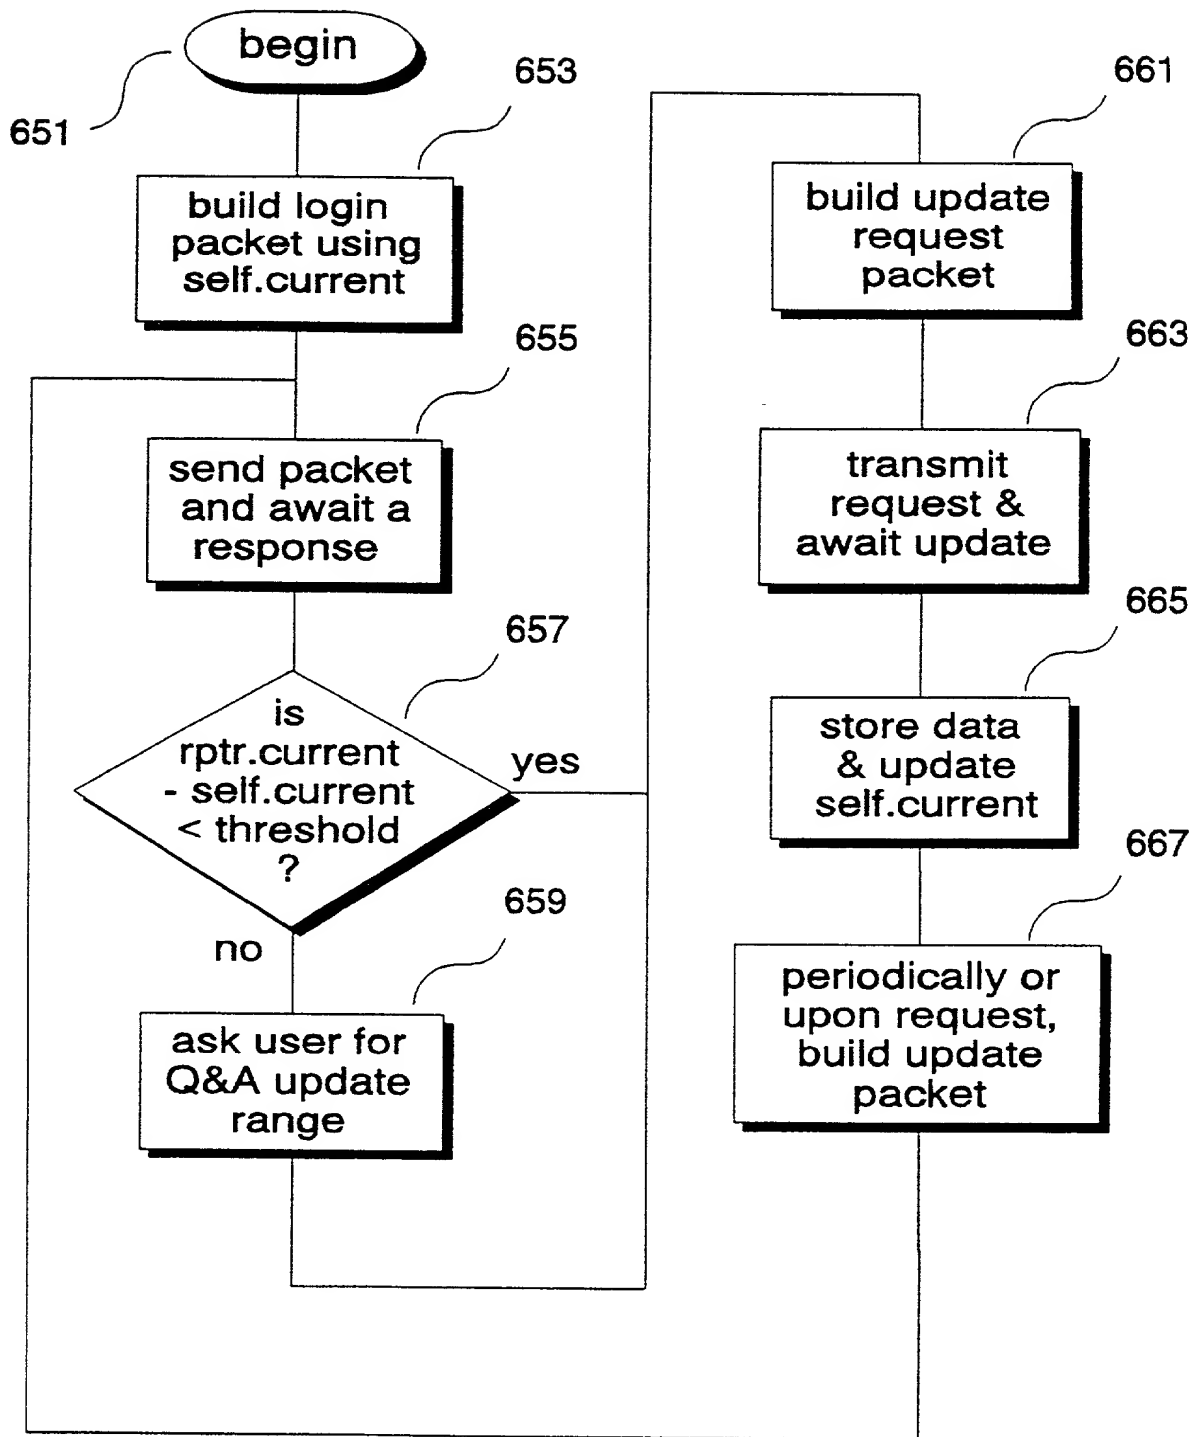 begin
651
653
build login
packet using
self.current
655
send packet
and await a
response
657
is
rptr.current
- self.current
< threshold
?
yes
no
659
ask user for
Q&A update
range
661
build update
request
packet
663
transmit
request &
await update
665
store data
& update
self.current
667
periodically or
upon request,
build update
packet